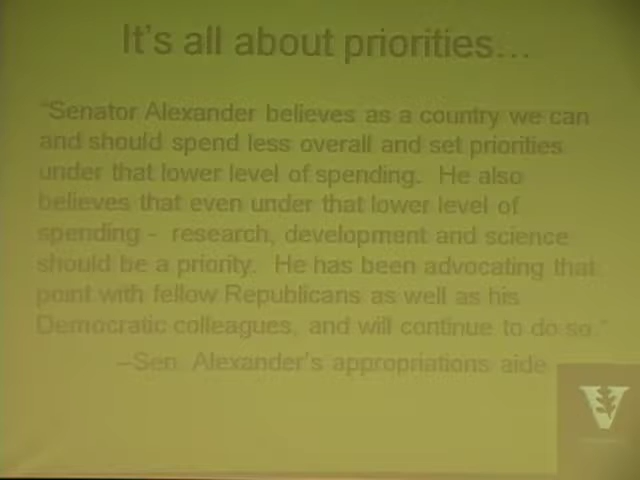 It's all about priorities...
"Senator Alexander believes as a country we can
and should spend less overall and set priorities
under that lower level of spending. He also
believes that even under that lower level of
spending - research, development and science
should be a priority. He has been advocating that
point with fellow Republicans as well as his
Democratic colleagues, and will continue to do so."
–Sen. Alexander's appropriations aide
V